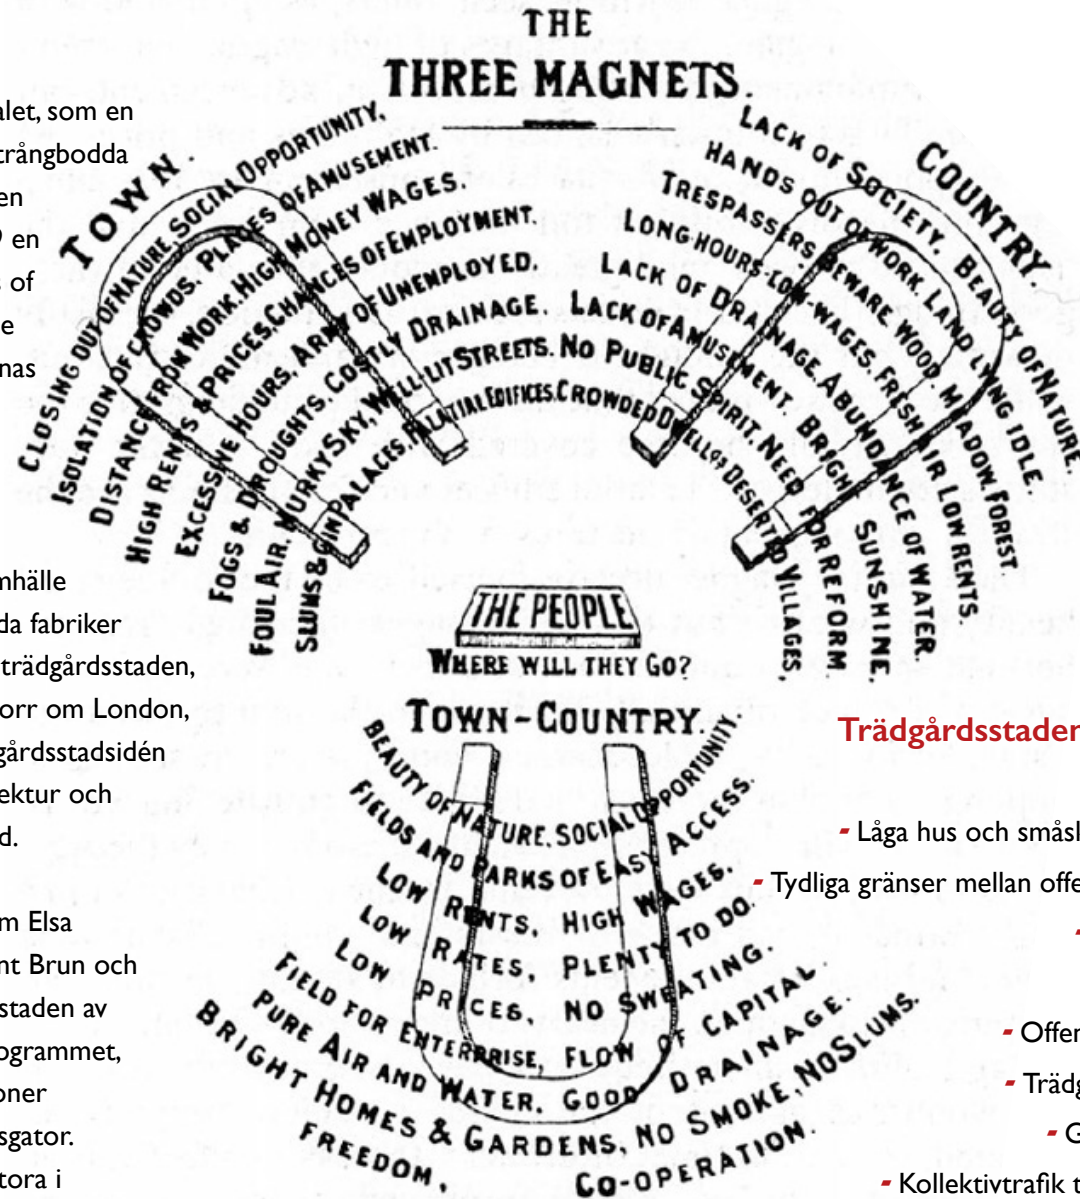 THE
THREE MAGNETS.
TOWN.
CLOSING OUT OF NATURE. SOCIAL OPPORTUNITY.
ISOLATION OF CROWDS. PLACES OF AMUSEMENT.
DISTANCE FROM WORK. HIGH MONEY WAGES.
HIGH RENTS & PRICES. CHANCES OF EMPLOYMENT.
EXCESSIVE HOURS. ARMY OF UNEMPLOYED.
FOGS & DROUGHTS. COSTLY DRAINAGE.
FOUL AIR. MURKY SKY. WELL-LIT STREETS.
SLUMS & GIN PALACES. PALATIAL EDIFICES.
COUNTRY.
LACK OF SOCIETY. BEAUTY OF NATURE.
HANDS OUT OF WORK. LAND LYING IDLE.
TRESPASSERS BEWARE. WOOD. MEADOW. FOREST.
LONG HOURS-LOW WAGES. FRESH AIR. LOW RENTS.
LACK OF DRAINAGE. ABUNDANCE OF WATER.
LACK OF AMUSEMENT. BRIGHT SUNSHINE.
NO PUBLIC SPIRIT. NEED FOR REFORM
CROWDED DWELLGS DESERTED VILLAGES.
THE PEOPLE
WHERE WILL THEY GO?
TOWN-COUNTRY.
BEAUTY OF NATURE. SOCIAL OPPORTUNITY.
FIELDS AND PARKS OF EASY ACCESS.
LOW RENTS, HIGH WAGES.
LOW RATES, PLENTY TO DO.
LOW PRICES, NO SWEATING.
FIELD FOR ENTERPRISE, FLOW OF CAPITAL.
PURE AIR AND WATER. GOOD DRAINAGE.
BRIGHT HOMES & GARDENS, NO SMOKE, NO SLUMS.
FREEDOM, CO-OPERATION.
alet, som en
trångbodda
en
en
s of
e
nas
mhälle
da fabriker
trädgårdsstaden,
orr om London,
gårdsstadsidén
ektur och
d.
m Elsa
nt Brun och
staden av
ogrammet,
oner
sgator.
tora i
Trädgårdsstaden
- Låga hus och småsl
- Tydliga gränser mellan offe
-
- Offer
- Trädg
- G
- Kollektivtrafik t